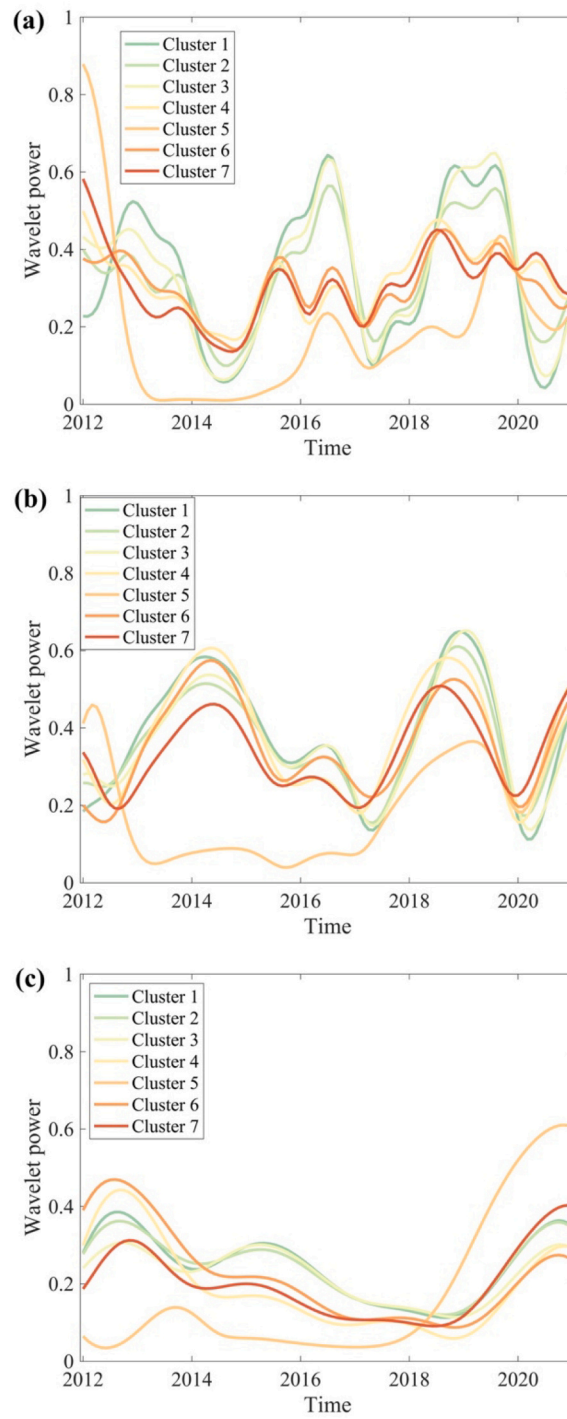 (a)
Cluster 1
Cluster 2
Cluster 3
Cluster 4
Cluster 5
Cluster 6
Cluster 7
Wavelet power
1
0.8
0.6
0.4
0.2
0
2012
2014
2016
2018
2020
Time
(b)
Cluster 1
Cluster 2
Cluster 3
Cluster 4
Cluster 5
Cluster 6
Cluster 7
Wavelet power
1
0.8
0.6
0.4
0.2
0
2012
2014
2016
2018
2020
Time
(c)
Cluster 1
Cluster 2
Cluster 3
Cluster 4
Cluster 5
Cluster 6
Cluster 7
Wavelet power
1
0.8
0.6
0.4
0.2
0
2012
2014
2016
2018
2020
Time